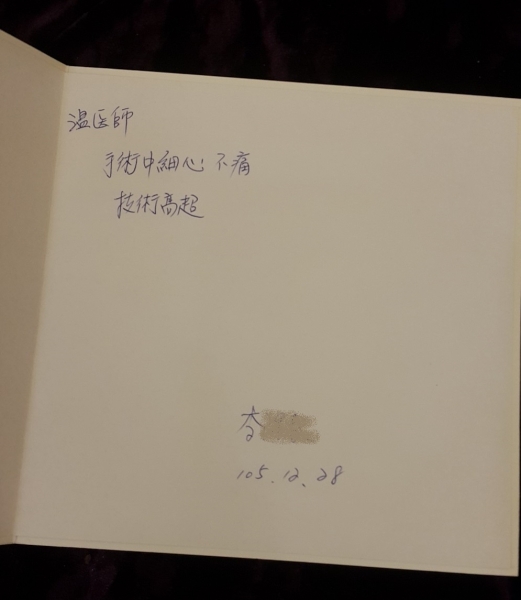 温医師
手術中細心 不痛
技術高超
李
105.12.28